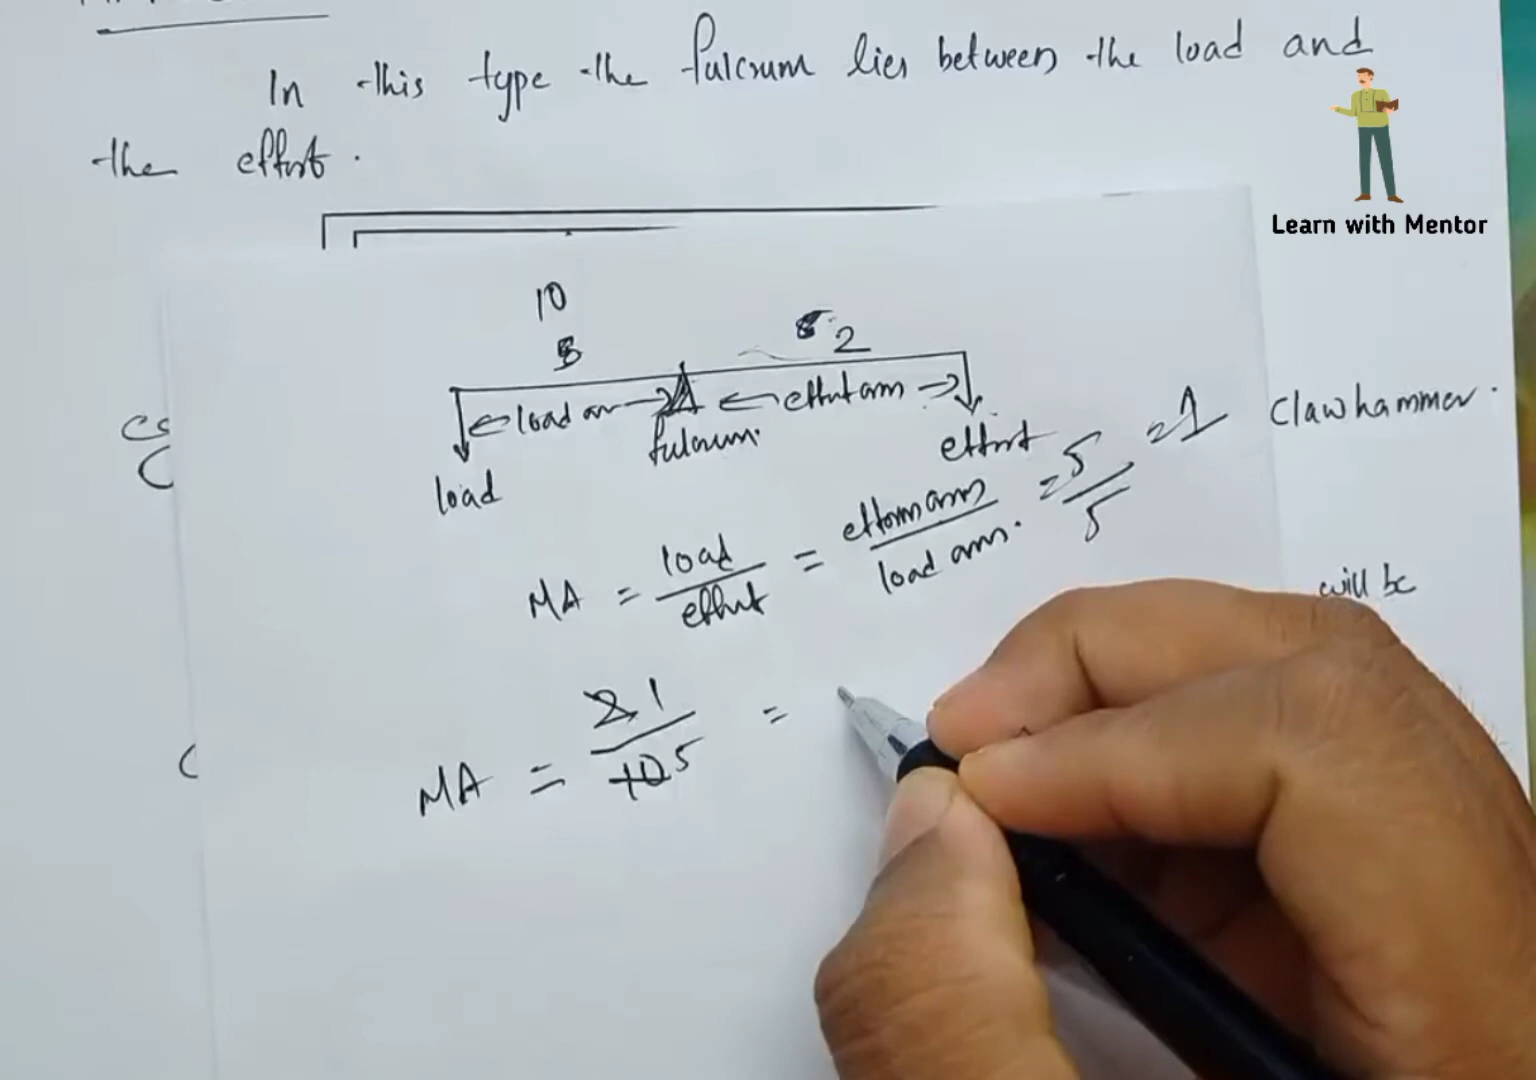 In this type the fulcrum lies between the load and
the effort.
Learn with Mentor
10
5 2
load arm effort arm
fulcrum.
load effort
MA = load/effort = effort arm/load arm. = 5/5 = 1
Clawhammer.
will be
MA = 2 1/10 5 =